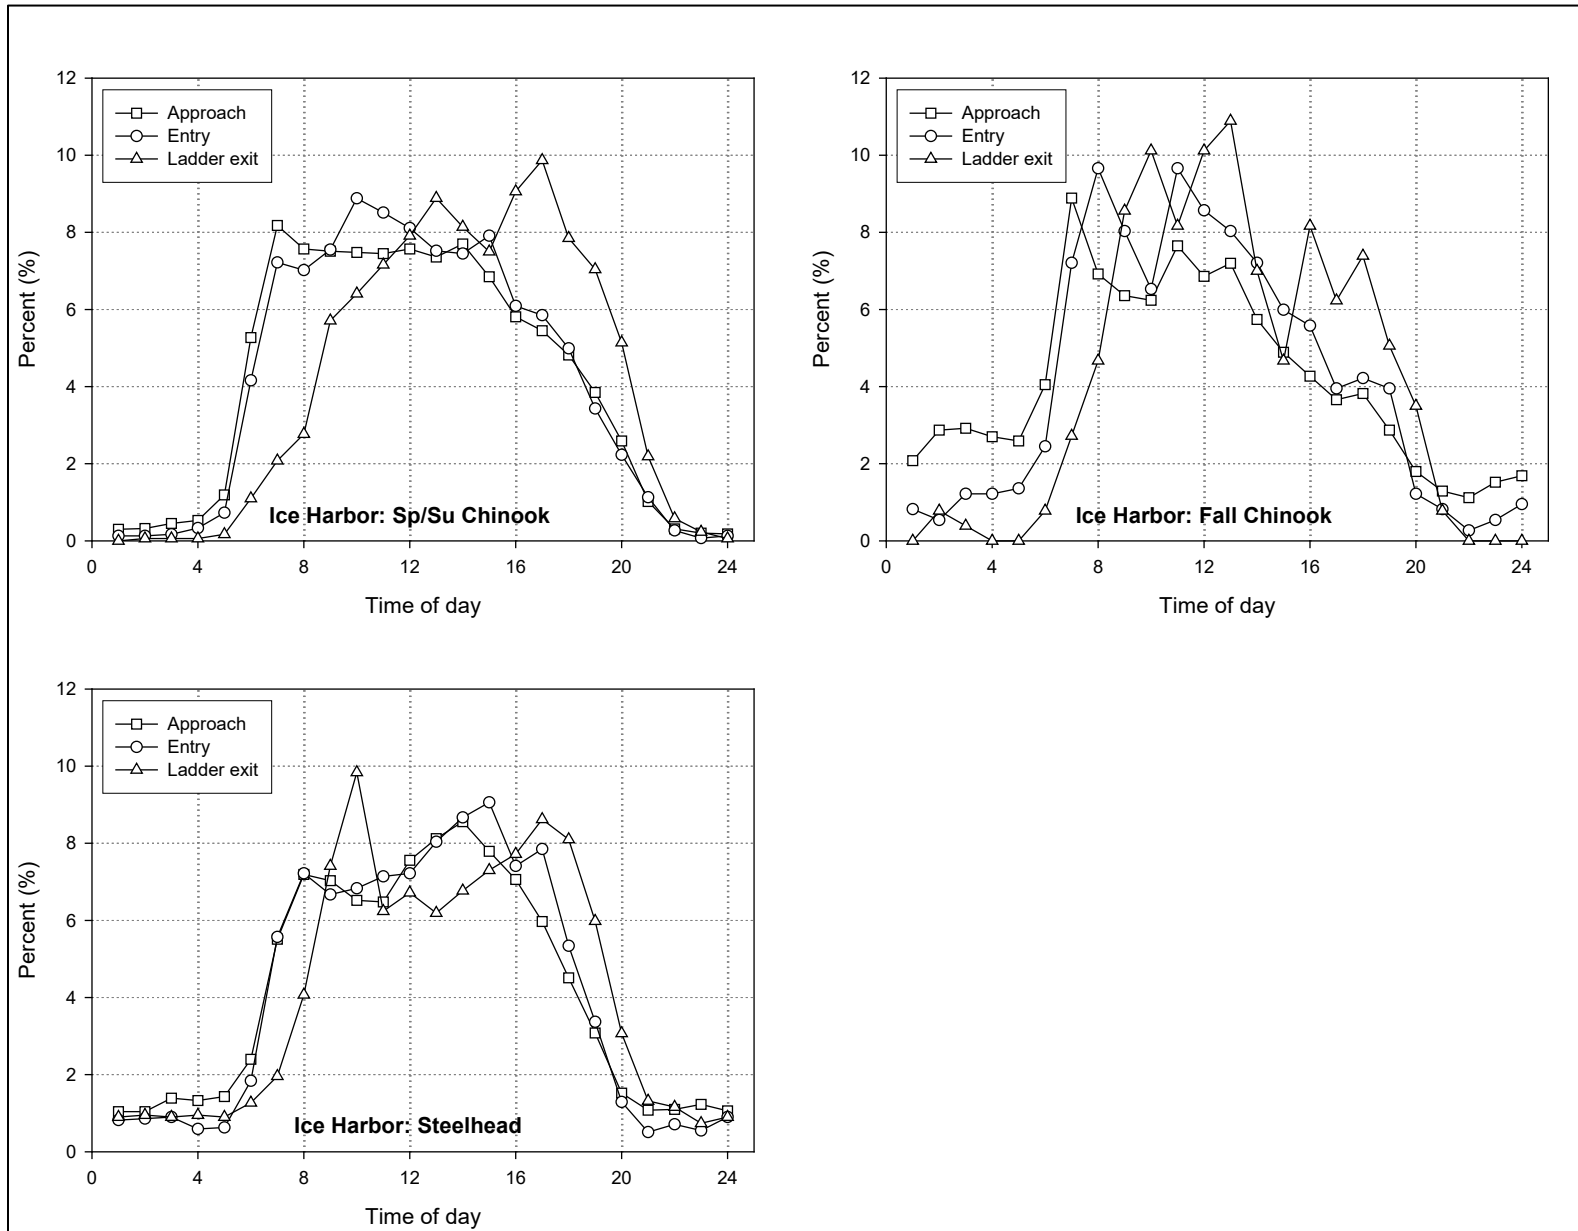 12
10
8
6
4
2
0
Percent (%)
Approach
Entry
Ladder exit
Ice Harbor: Sp/Su Chinook
0 4 8 12 16 20 24
Time of day
12
10
8
6
4
2
0
Percent (%)
Approach
Entry
Ladder exit
Ice Harbor: Fall Chinook
0 4 8 12 16 20 24
Time of day
12
10
8
6
4
2
0
Percent (%)
Approach
Entry
Ladder exit
Ice Harbor: Steelhead
0 4 8 12 16 20 24
Time of day